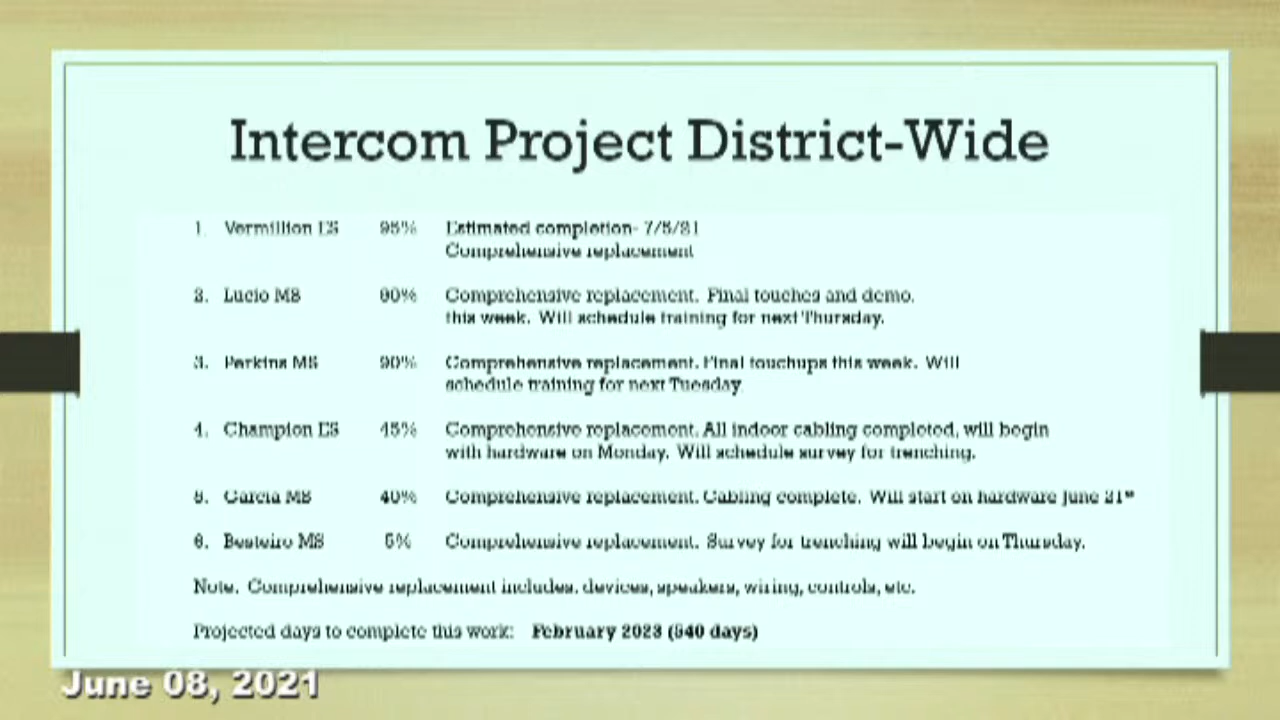 Intercom Project District-Wide
1. Vermillion ES 95% Estimated completion- 7/5/21
Comprehensive replacement
2. Lucio MS 90% Comprehensive replacement. Final touches and demo.
this week. Will schedule training for next Thursday.
3. Perkins MS 90% Comprehensive replacement. Final touchups this week. Will
schedule training for next Tuesday
4. Champion ES 45% Comprehensive replacement. All indoor cabling completed, will begin
with hardware on Monday. Will schedule survey for trenching.
5. Garcia MS 40% Comprehensive replacement. Cabling complete. Will start on hardware June 21st
6. Besteiro MS 5% Comprehensive replacement. Survey for trenching will begin on Thursday.
Note. Comprehensive replacement includes. devices, speakers, wiring, controls, etc.
Projected days to complete this work: February 2023 (540 days)
June 08, 2021